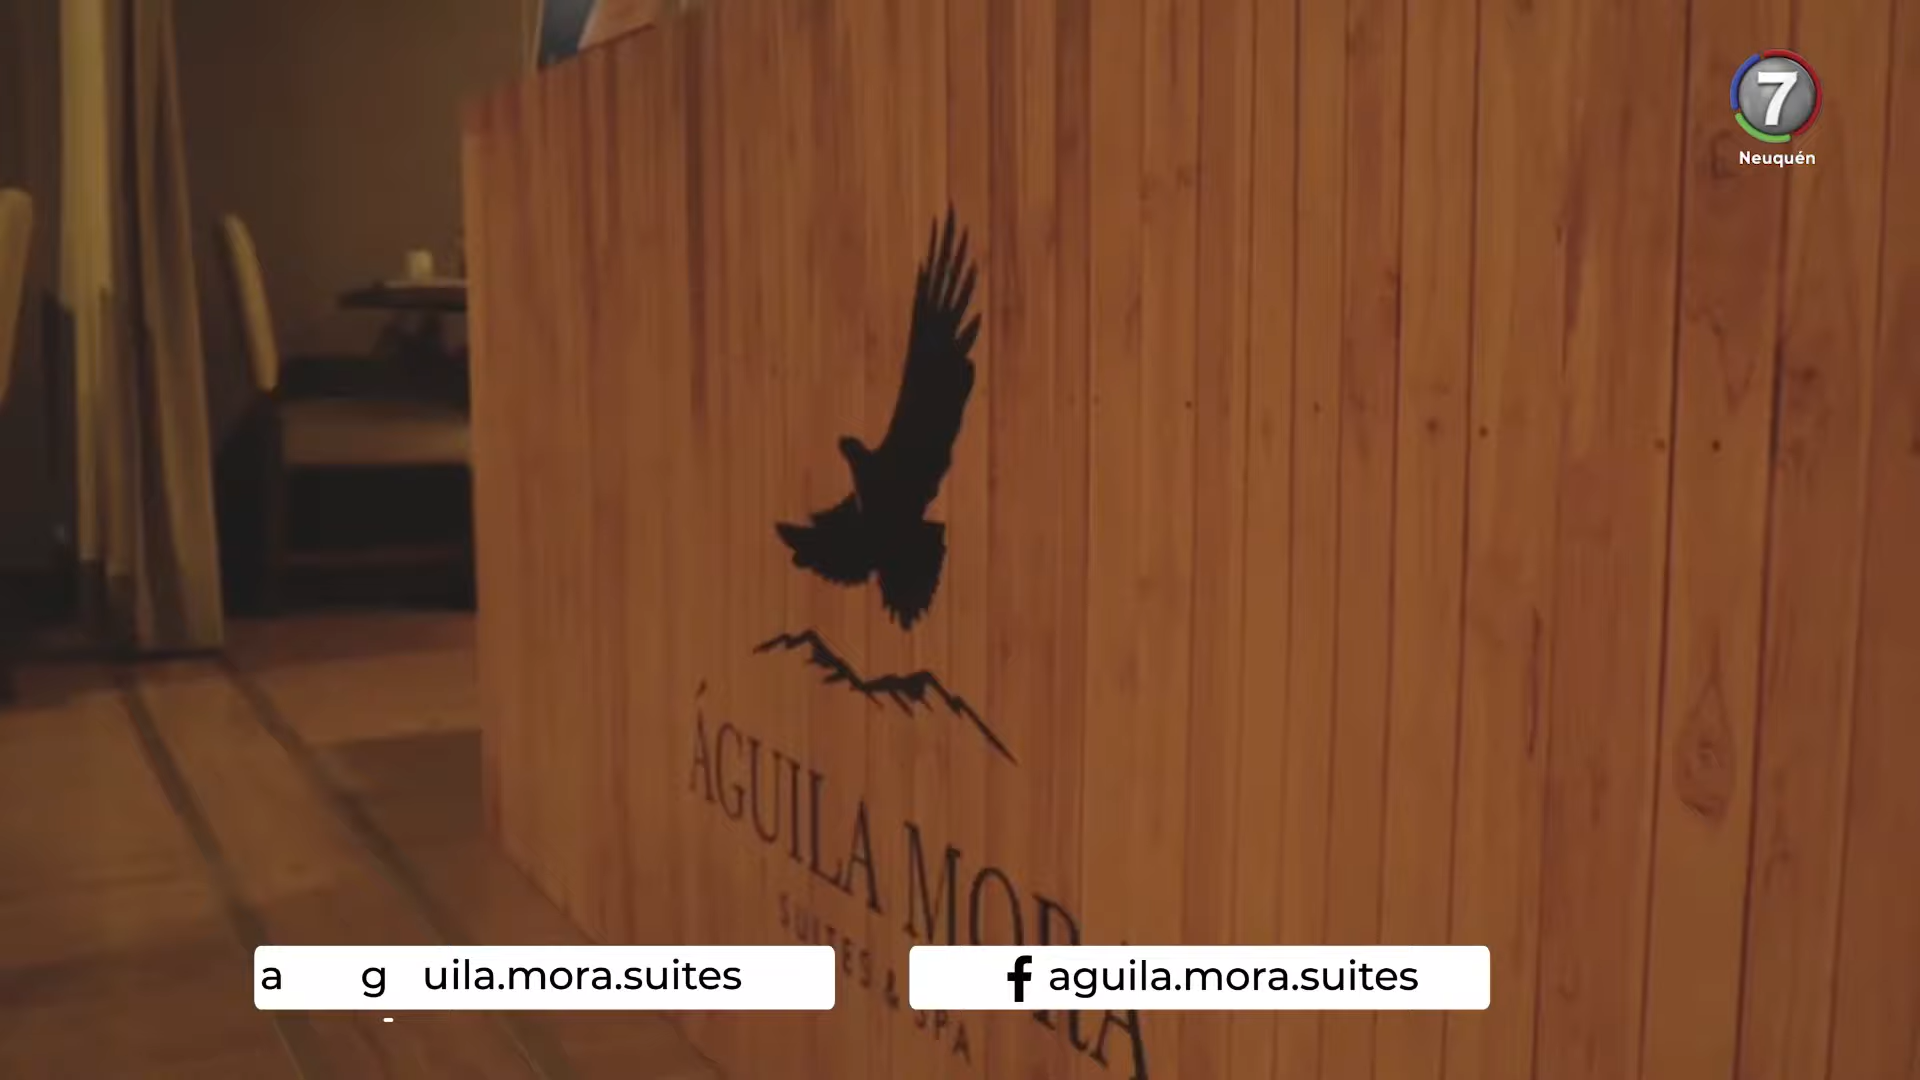 7
Neuquén
ÁGUILA MORA
SUITES & SPA
a g uila.mora.suites
aguila.mora.suites